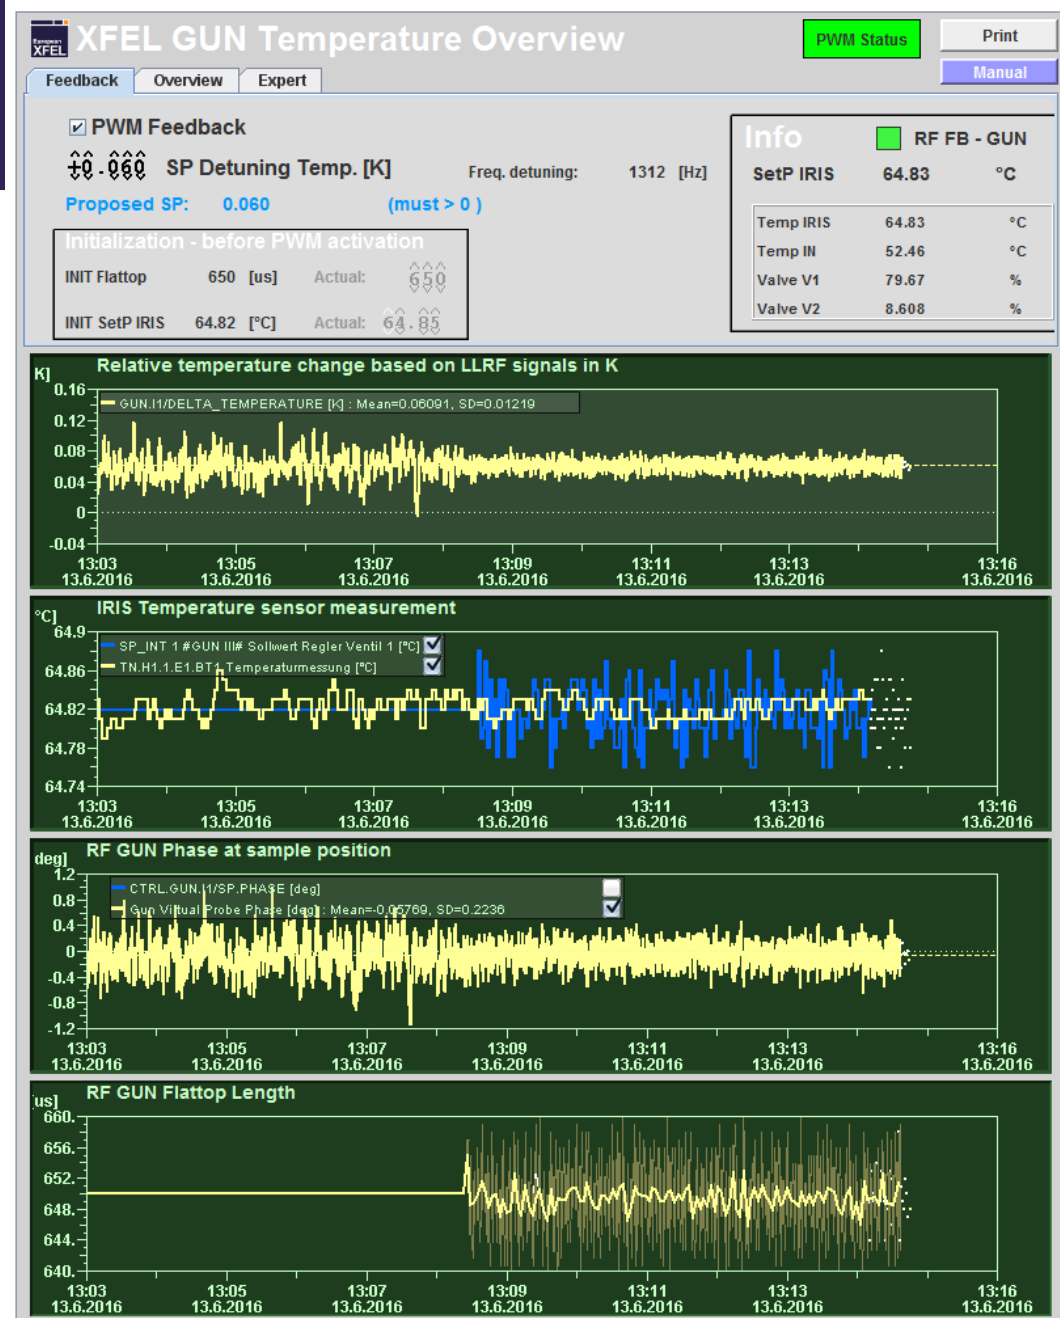 European
XFEL
XFEL GUN Temperature Overview
PWM Status
Print
Manual
Feedback Overview Expert
PWM Feedback
+0.060 SP Detuning Temp. [K] Freq. detuning: 1312 [Hz]
Proposed SP: 0.060 (must > 0 )
Initialization - before PWM activation
INIT Flattop 650 [us] Actual: 650
INIT SetP IRIS 64.82 [°C] Actual: 64.85
Info RF FB - GUN
SetP IRIS 64.83 °C
Temp IRIS 64.83 °C
Temp IN 52.46 °C
Valve V1 79.67 %
Valve V2 8.608 %
K] Relative temperature change based on LLRF signals in K
GUN.I1/DELTA_TEMPERATURE [K] : Mean=0.06091, SD=0.01219
0.16
0.12
0.08
0.04
0
-0.04
13:03 13:05 13:07 13:09 13:11 13:13 13:16
13.6.2016 13.6.2016 13.6.2016 13.6.2016 13.6.2016 13.6.2016 13.6.2016
°C] IRIS Temperature sensor measurement
SP_INT 1 #GUN III# Sollwert Regler Ventil 1 [°C]
TN.H1.1.E1.BT1 Temperaturmessung [°C]
64.9
64.86
64.82
64.78
64.74
13:03 13:05 13:07 13:09 13:11 13:13 13:16
13.6.2016 13.6.2016 13.6.2016 13.6.2016 13.6.2016 13.6.2016 13.6.2016
deg] RF GUN Phase at sample position
CTRL.GUN.I1/SP.PHASE [deg]
Gun Virtual Probe Phase [deg] : Mean=-0.05769, SD=0.2236
1.2
0.8
0.4
0
-0.4
-0.8
-1.2
13:03 13:05 13:07 13:09 13:11 13:13 13:16
13.6.2016 13.6.2016 13.6.2016 13.6.2016 13.6.2016 13.6.2016 13.6.2016
us] RF GUN Flattop Length
660.
656.
652.
648.
644.
640.
13:03 13:05 13:07 13:09 13:11 13:13 13:16
13.6.2016 13.6.2016 13.6.2016 13.6.2016 13.6.2016 13.6.2016 13.6.2016